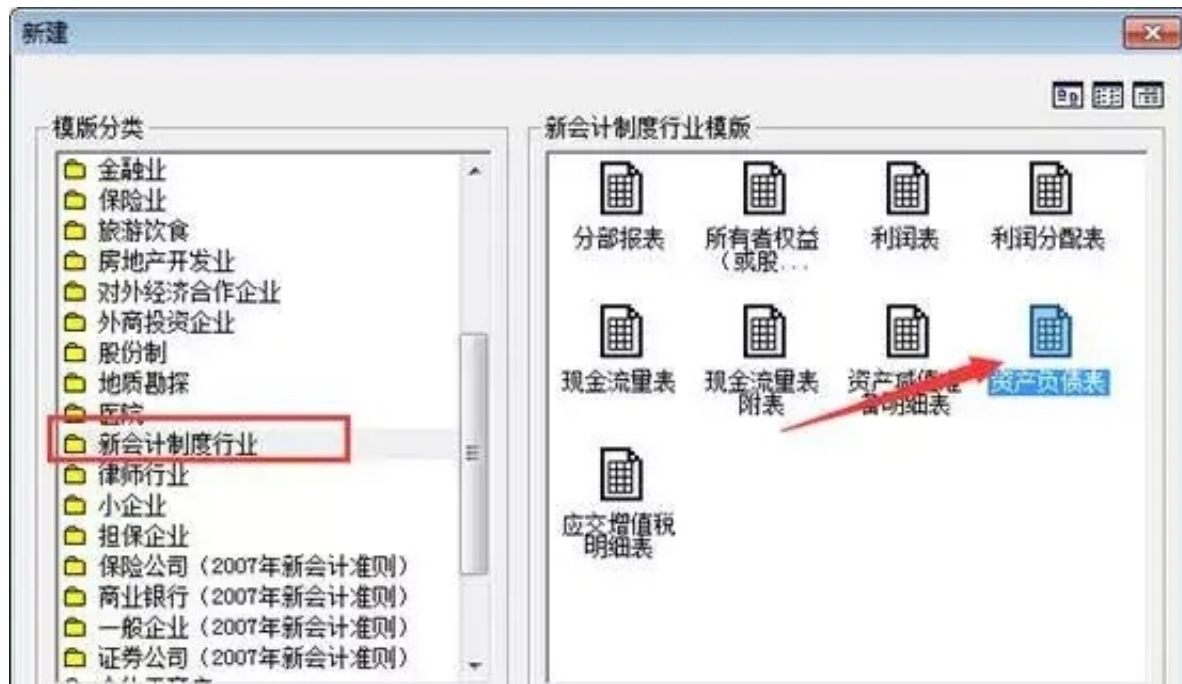 新建
模版分类
金融业
保险业
旅游饮食
房地产开发业
对外经济合作企业
外商投资企业
股份制
地质勘探
医院
新会计制度行业
律师行业
小企业
担保企业
保险公司（2007年新会计准则）
商业银行（2007年新会计准则）
一般企业（2007年新会计准则）
证券公司（2007年新会计准则）
新会计制度行业模版
分部报表
所有者权益
（或股...
利润表
利润分配表
现金流里表
现金流里表
附表
资产减值准
备明细表
资产负债表
应交增值税
明细表